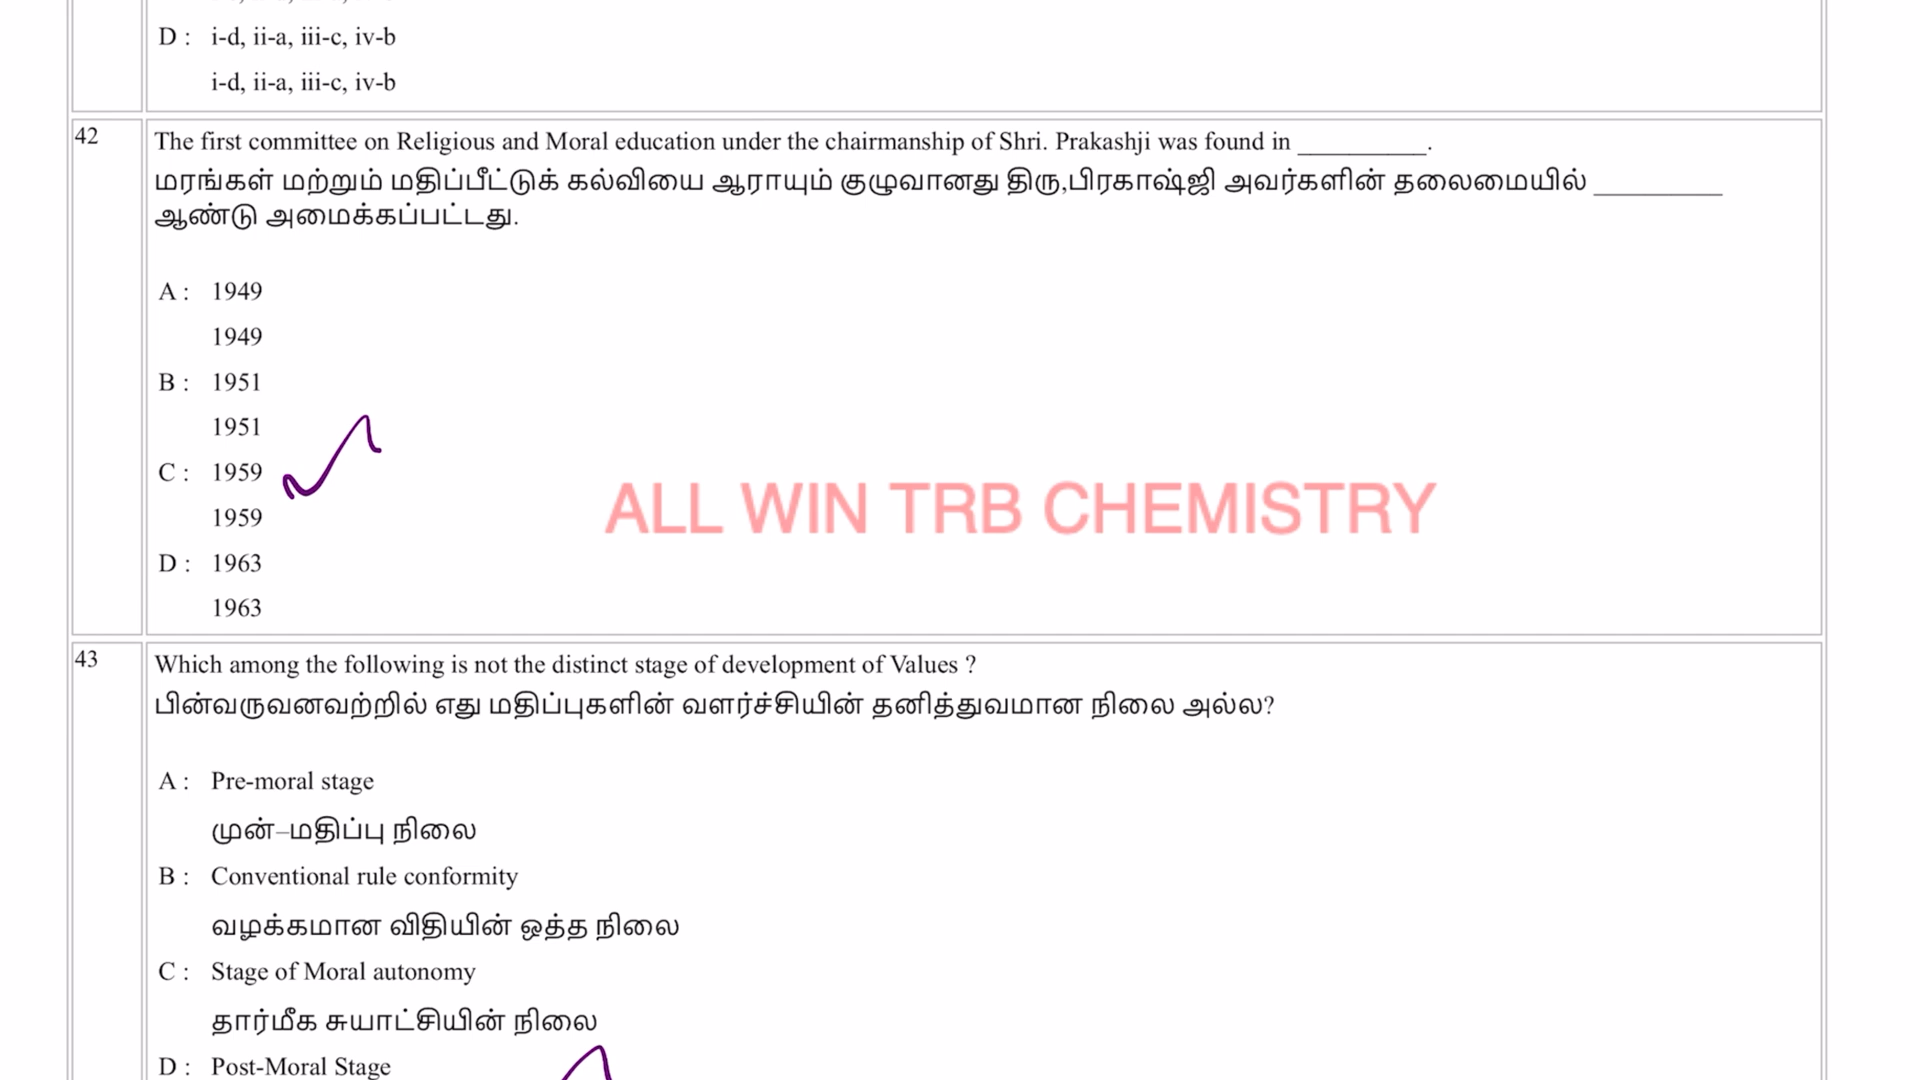 D : i-d, ii-a, iii-c, iv-b
i-d, ii-a, iii-c, iv-b
42
The first committee on Religious and Moral education under the chairmanship of Shri. Prakashji was found in __________.
மரங்கள் மற்றும் மதிப்பீட்டுக் கல்வியை ஆராயும் குழுவானது திரு,பிரகாஷ்ஜி அவர்களின் தலைமையில் __________
ஆண்டு அமைக்கப்பட்டது.
A : 1949
1949
B : 1951
1951
C : 1959
1959
D : 1963
1963
ALL WIN TRB CHEMISTRY
43
Which among the following is not the distinct stage of development of Values ?
பின்வருவனவற்றில் எது மதிப்புகளின் வளர்ச்சியின் தனித்துவமான நிலை அல்ல?
A : Pre-moral stage
முன்–மதிப்பு நிலை
B : Conventional rule conformity
வழக்கமான விதியின் ஒத்த நிலை
C : Stage of Moral autonomy
தார்மீக சுயாட்சியின் நிலை
D : Post-Moral Stage